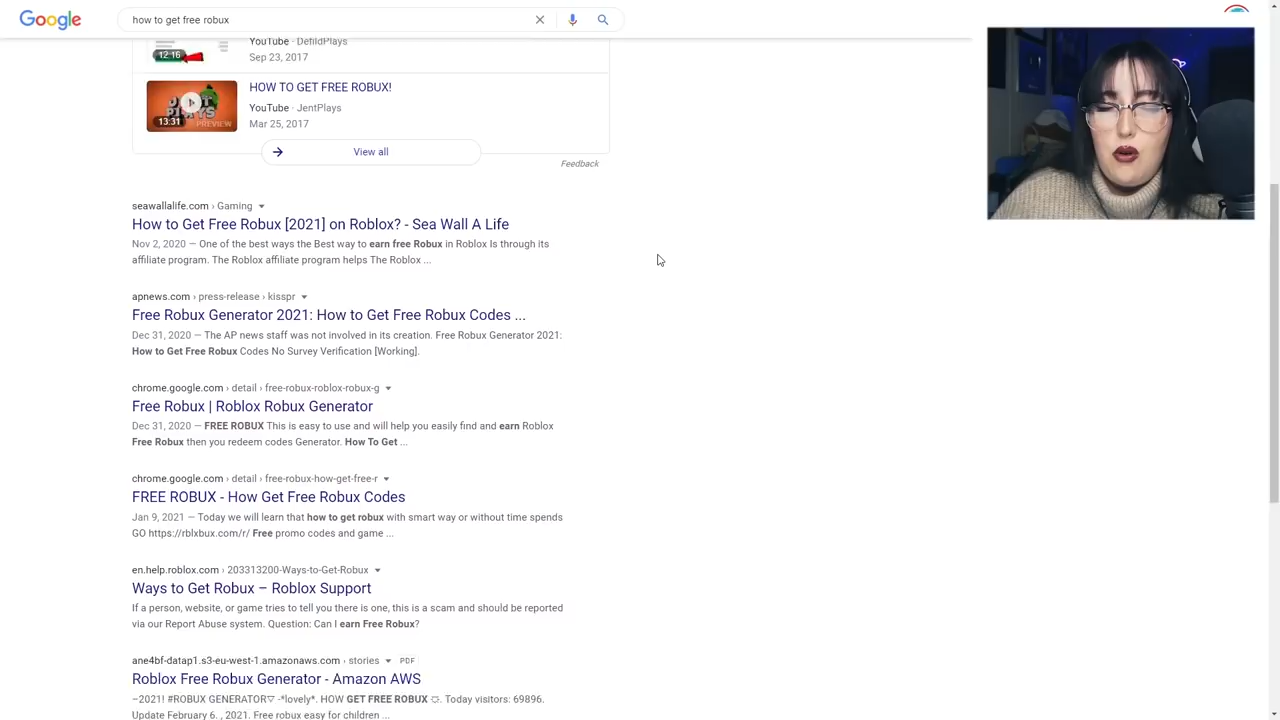 Google
how to get free robux
12:16
YouTube · DefildPlays
Sep 23, 2017
HOW TO GET FREE ROBUX!
YouTube · JentPlays
Mar 25, 2017
PLAYS
PREVIEW
13:31
View all
Feedback
seawallalife.com › Gaming
How to Get Free Robux [2021] on Roblox? - Sea Wall A Life
Nov 2, 2020 — One of the best ways the Best way to earn free Robux in Roblox Is through its
affiliate program. The Roblox affiliate program helps The Roblox ...
apnews.com › press-release › kisspr
Free Robux Generator 2021: How to Get Free Robux Codes ...
Dec 31, 2020 — The AP news staff was not involved in its creation. Free Robux Generator 2021:
How to Get Free Robux Codes No Survey Verification [Working].
chrome.google.com › detail › free-robux-roblox-robux-g
Free Robux | Roblox Robux Generator
Dec 31, 2020 — FREE ROBUX This is easy to use and will help you easily find and earn Roblox
Free Robux then you redeem codes Generator. How To Get ...
chrome.google.com › detail › free-robux-how-get-free-r
FREE ROBUX - How Get Free Robux Codes
Jan 9, 2021 — Today we will learn that how to get robux with smart way or without time spends
GO https://rblxbux.com/r/ Free promo codes and game ...
en.help.roblox.com › 203313200-Ways-to-Get-Robux
Ways to Get Robux – Roblox Support
If a person, website, or game tries to tell you there is one, this is a scam and should be reported
via our Report Abuse system. Question: Can I earn Free Robux?
ane4bf-datap1.s3-eu-west-1.amazonaws.com › stories PDF
Roblox Free Robux Generator - Amazon AWS
~2021! #ROBUX GENERATOR▽ -*lovely*. HOW GET FREE ROBUX ⛣. Today visitors: 69896.
Update February 6. , 2021. Free robux easy for children ...